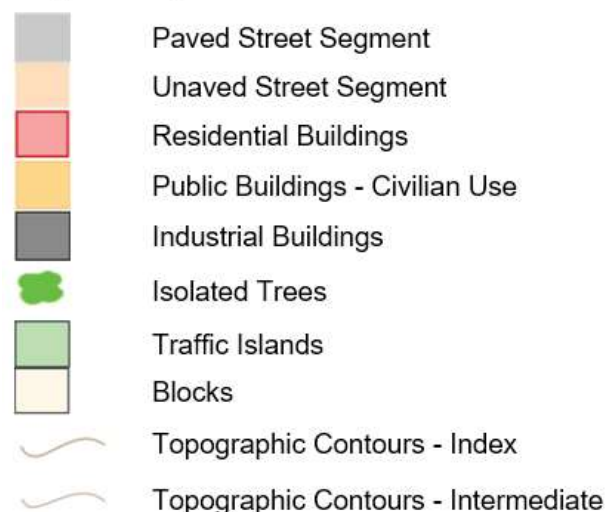 Paved Street Segment
Unaved Street Segment
Residential Buildings
Public Buildings - Civilian Use
Industrial Buildings
Isolated Trees
Traffic Islands
Blocks
Topographic Contours - Index
Topographic Contours - Intermediate